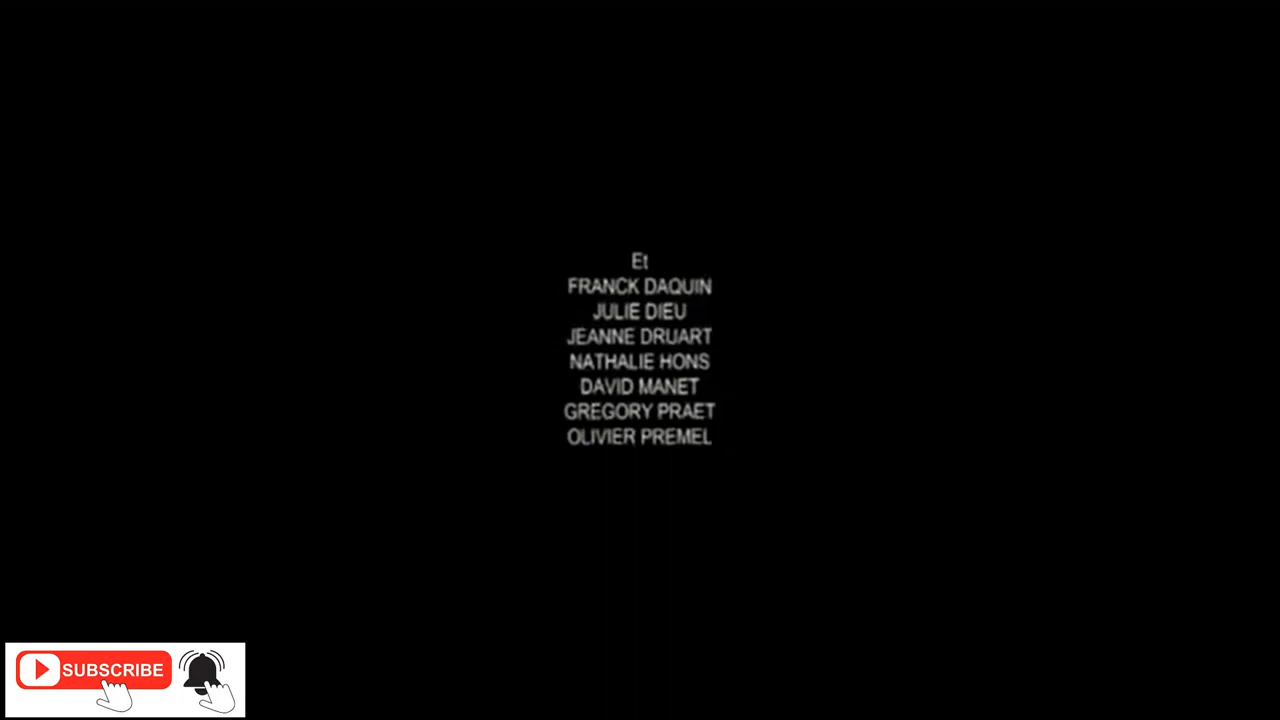 Et
FRANCK DAQUIN
JULIE DIEU
JEANNE DRUART
NATHALIE HONS
DAVID MANET
GREGORY PRAET
OLIVIER PREMEL
SUBSCRIBE